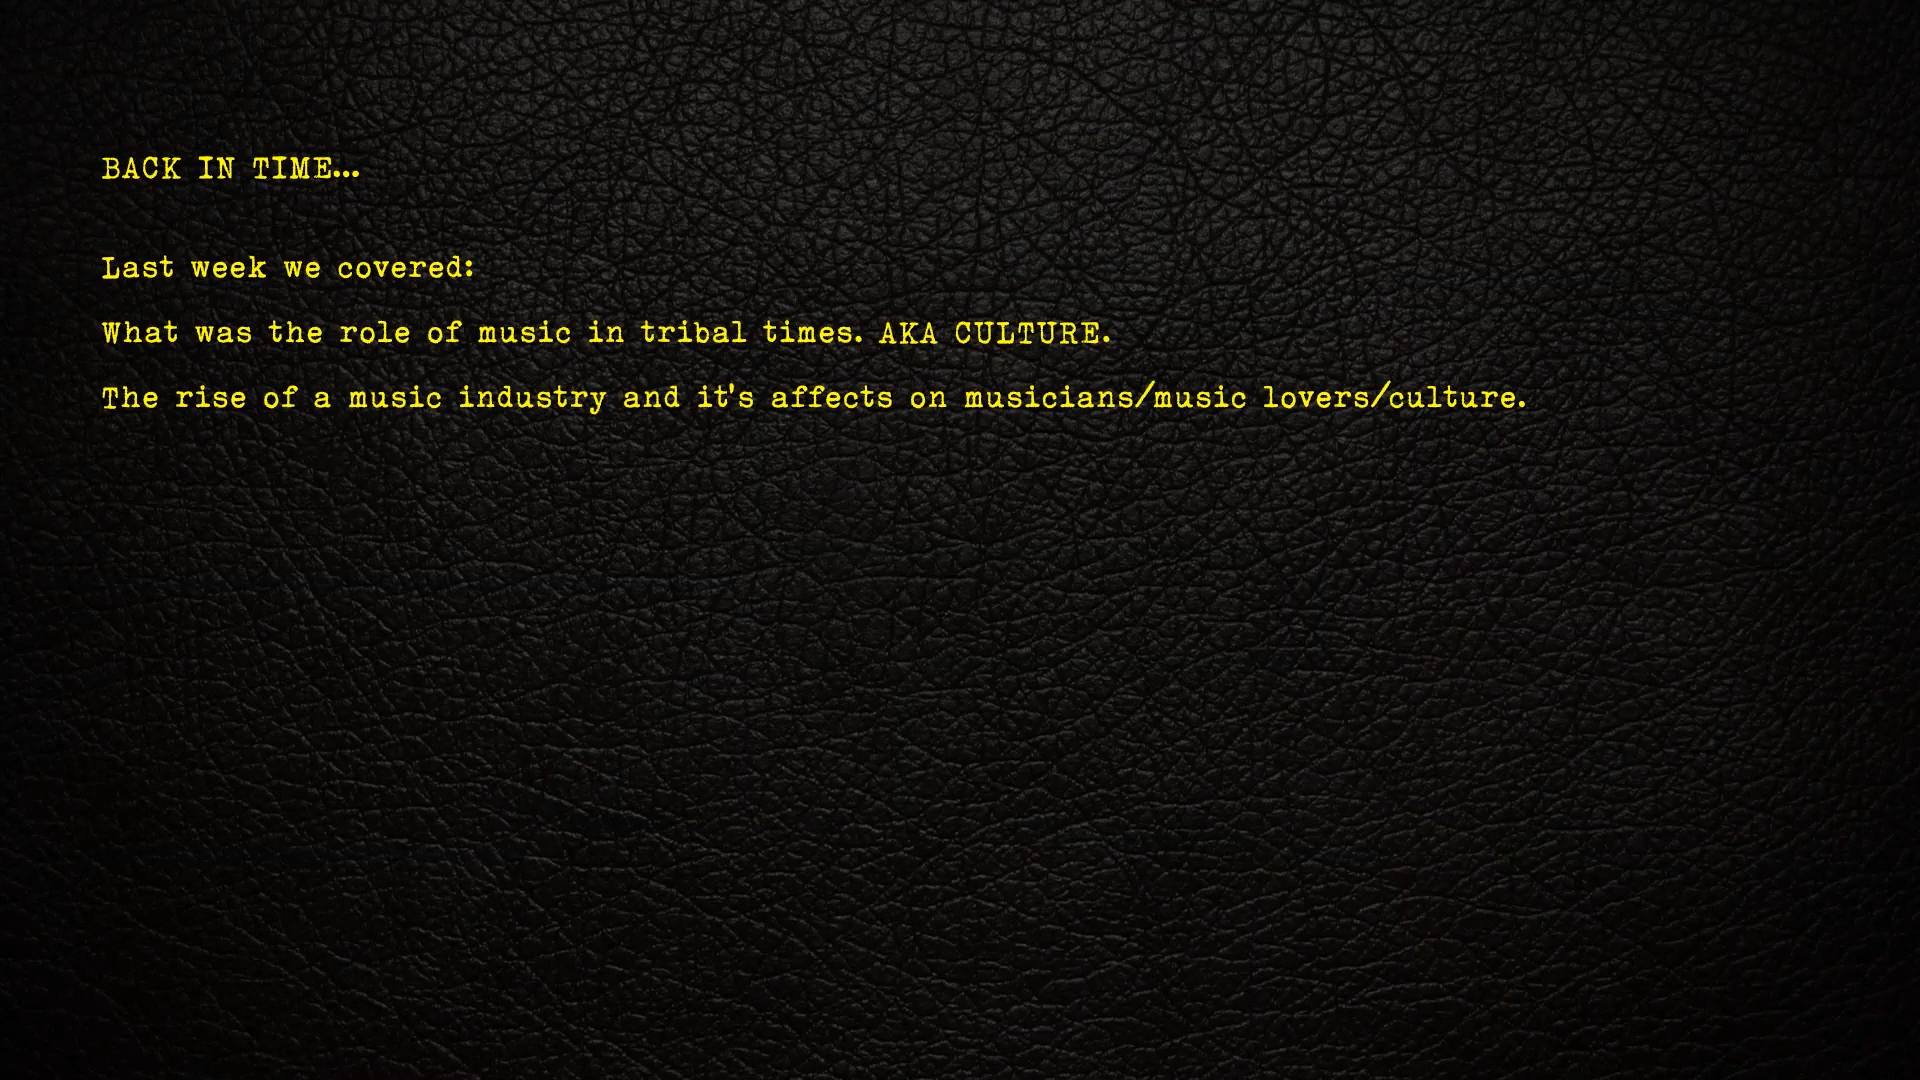 BACK IN TIME...
Last week we covered:
What was the role of music in tribal times. AKA CULTURE.
The rise of a music industry and it's affects on musicians/music lovers/culture.